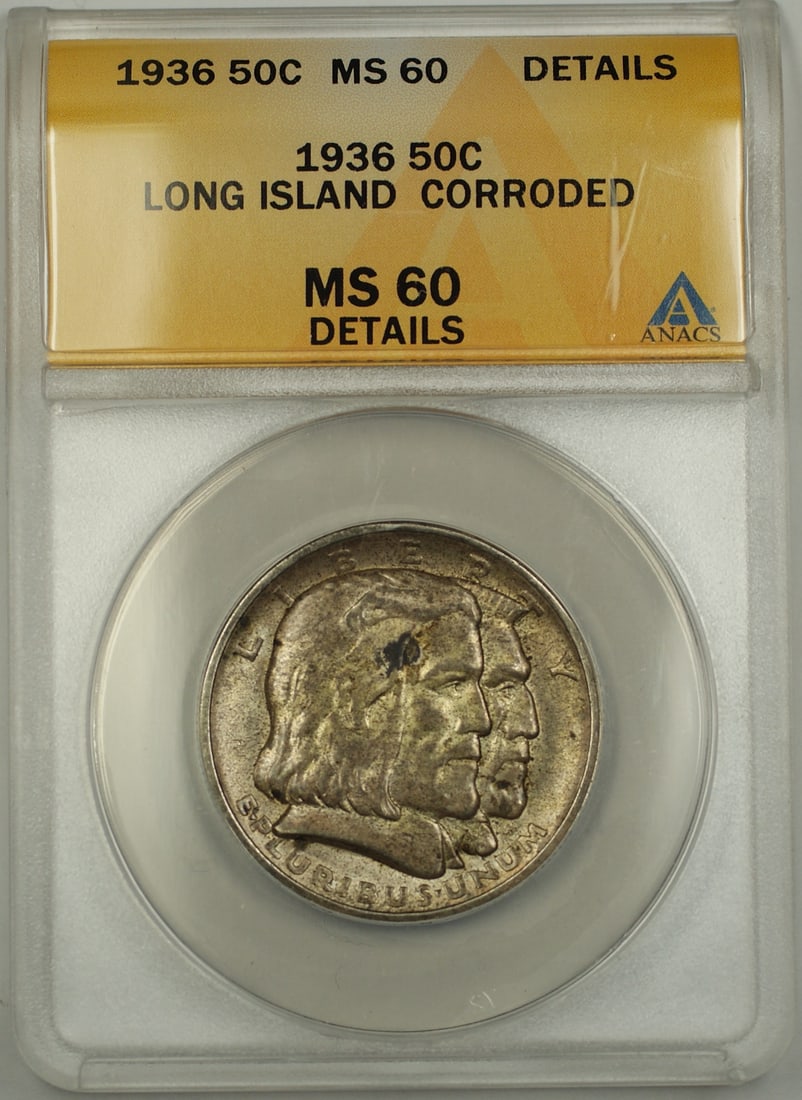 1936 50C MS 60 DETAILS
1936 50C
LONG ISLAND CORRODED
MS 60
DETAILS
ANACS
LIBERTY
E·PLURIBUS·UNUM